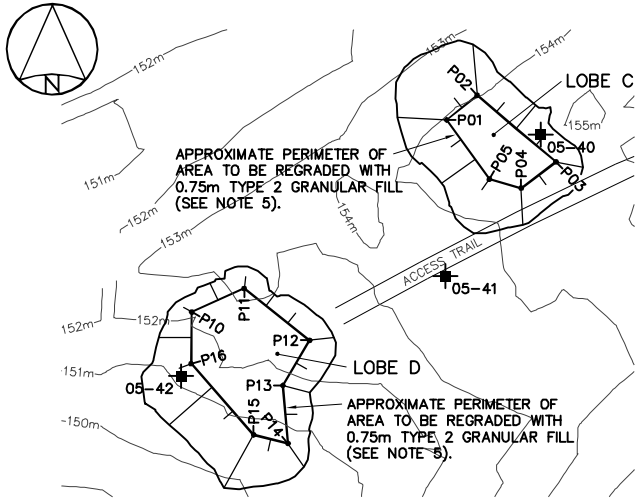 N
152m
153m
154m
LOBE C
P02
P01
155m
05-40
P05
P04
P03
APPROXIMATE PERIMETER OF
AREA TO BE REGRADED WITH
0.75m TYPE 2 GRANULAR FILL
(SEE NOTE 5).
151m
152m
153m
154m
ACCESS TRAIL
05-41
P11
P10
152m
152m
P12
P16
LOBE D
151m
05-42
P13
150m
P15
P14
APPROXIMATE PERIMETER OF
AREA TO BE REGRADED WITH
0.75m TYPE 2 GRANULAR FILL
(SEE NOTE 5).